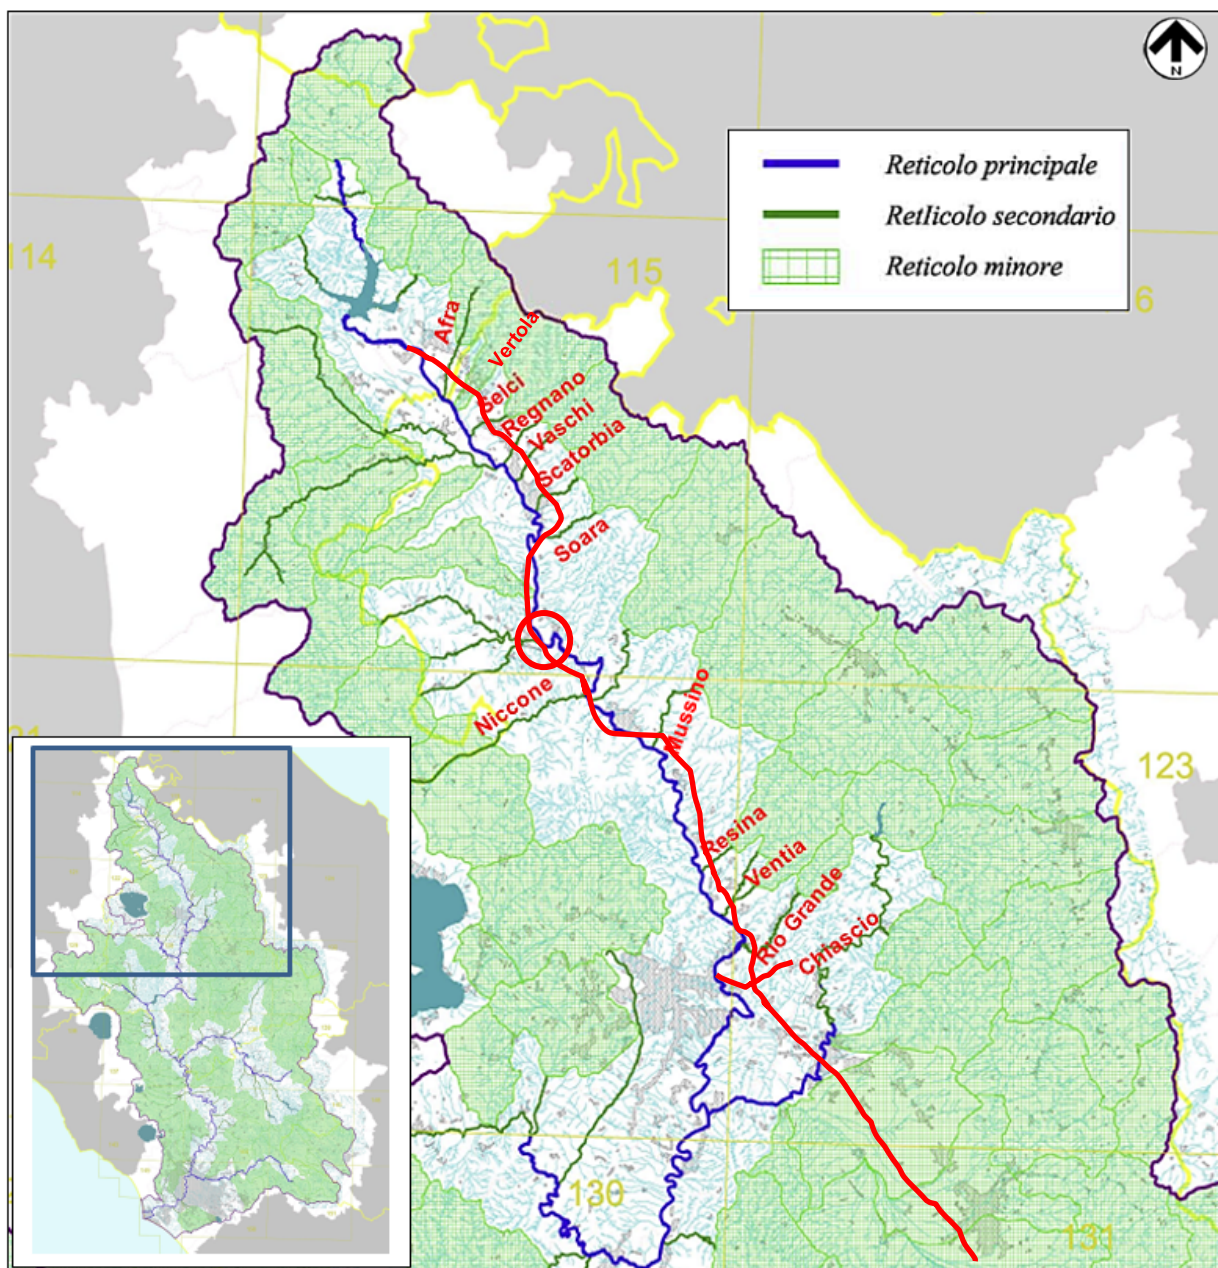 N
Reticolo principale
RetIicolo secondario
Reticolo minore
114
115
6
Afra
Vertola
Selci
Regnano
Vaschi
Scatorbia
Soara
Niccone
Mussino
123
Resina
Ventia
Rio Grande
Chiascio
130
131